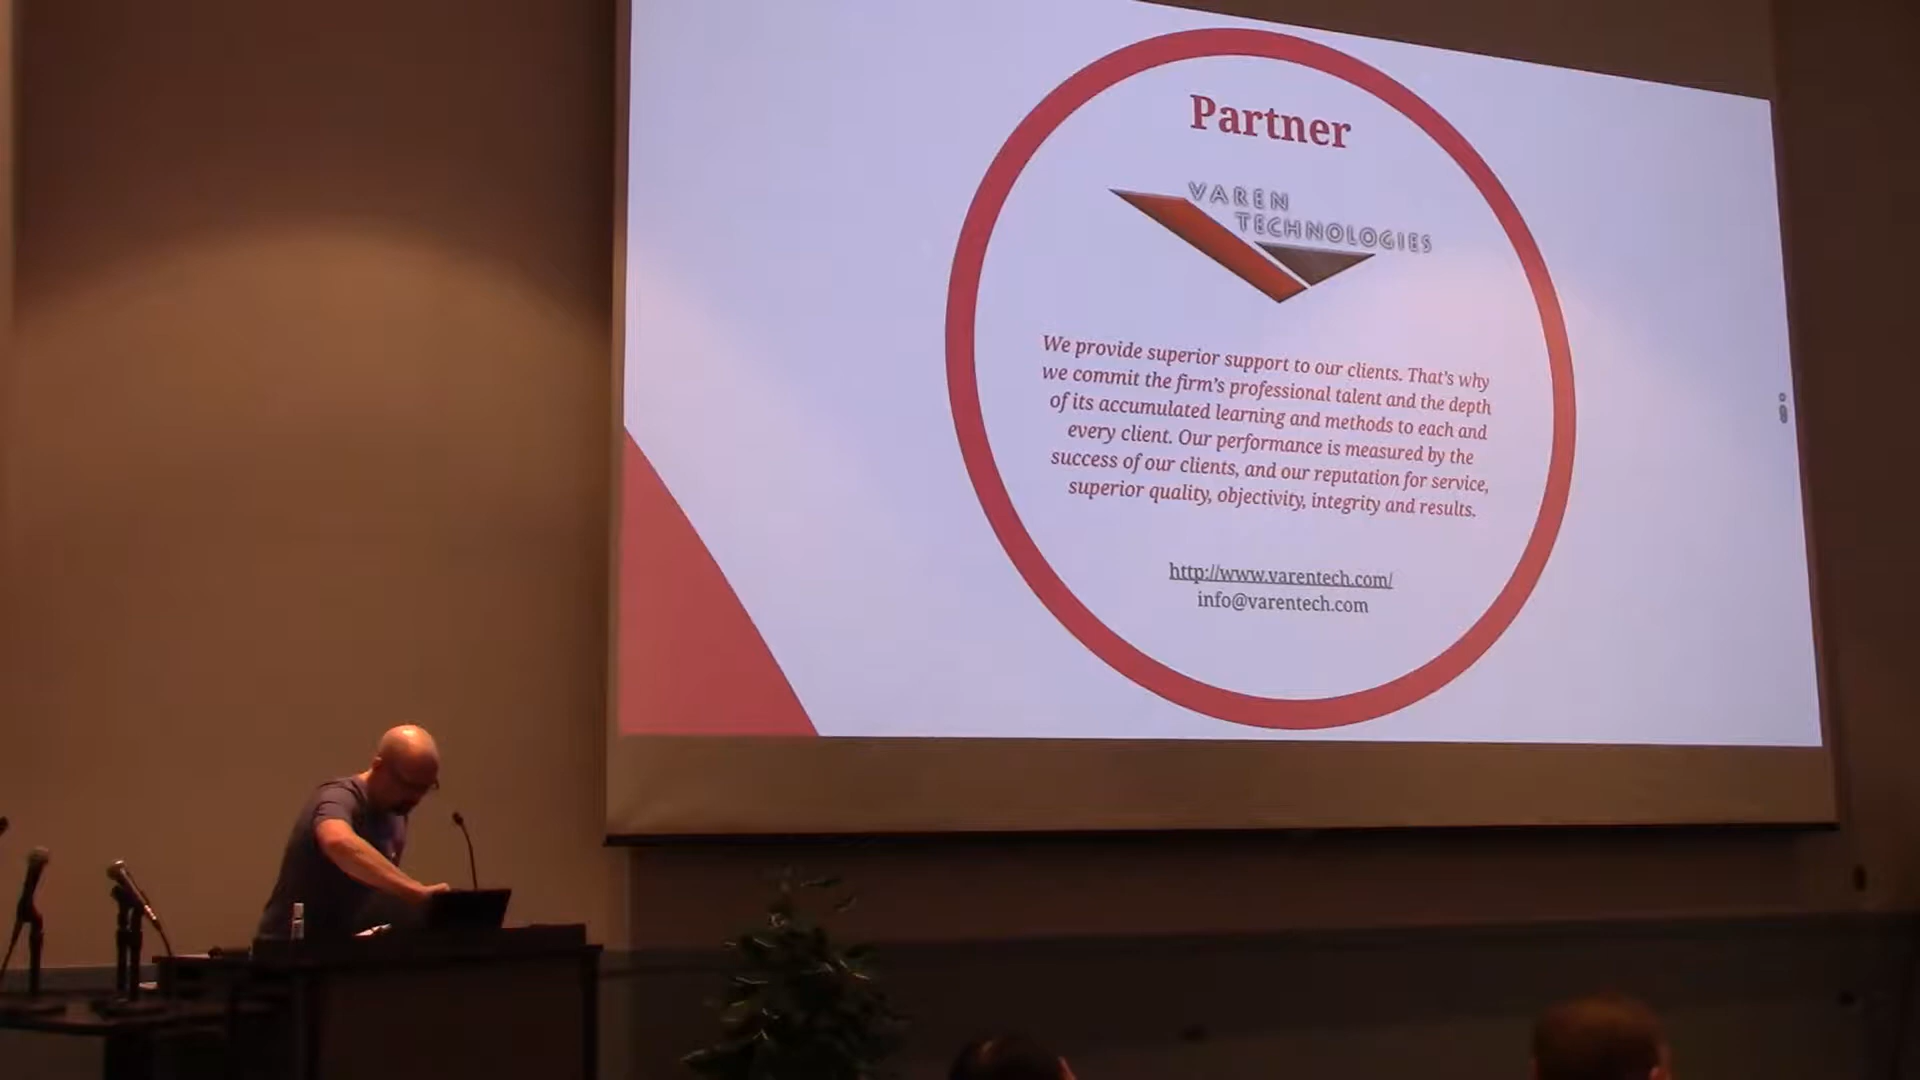 Partner
VAREN
TECHNOLOGIES
We provide superior support to our clients. That's why
we commit the firm's professional talent and the depth
of its accumulated learning and methods to each and
every client. Our performance is measured by the
success of our clients, and our reputation for service,
superior quality, objectivity, integrity and results.
http://www.varentech.com/
info@varentech.com